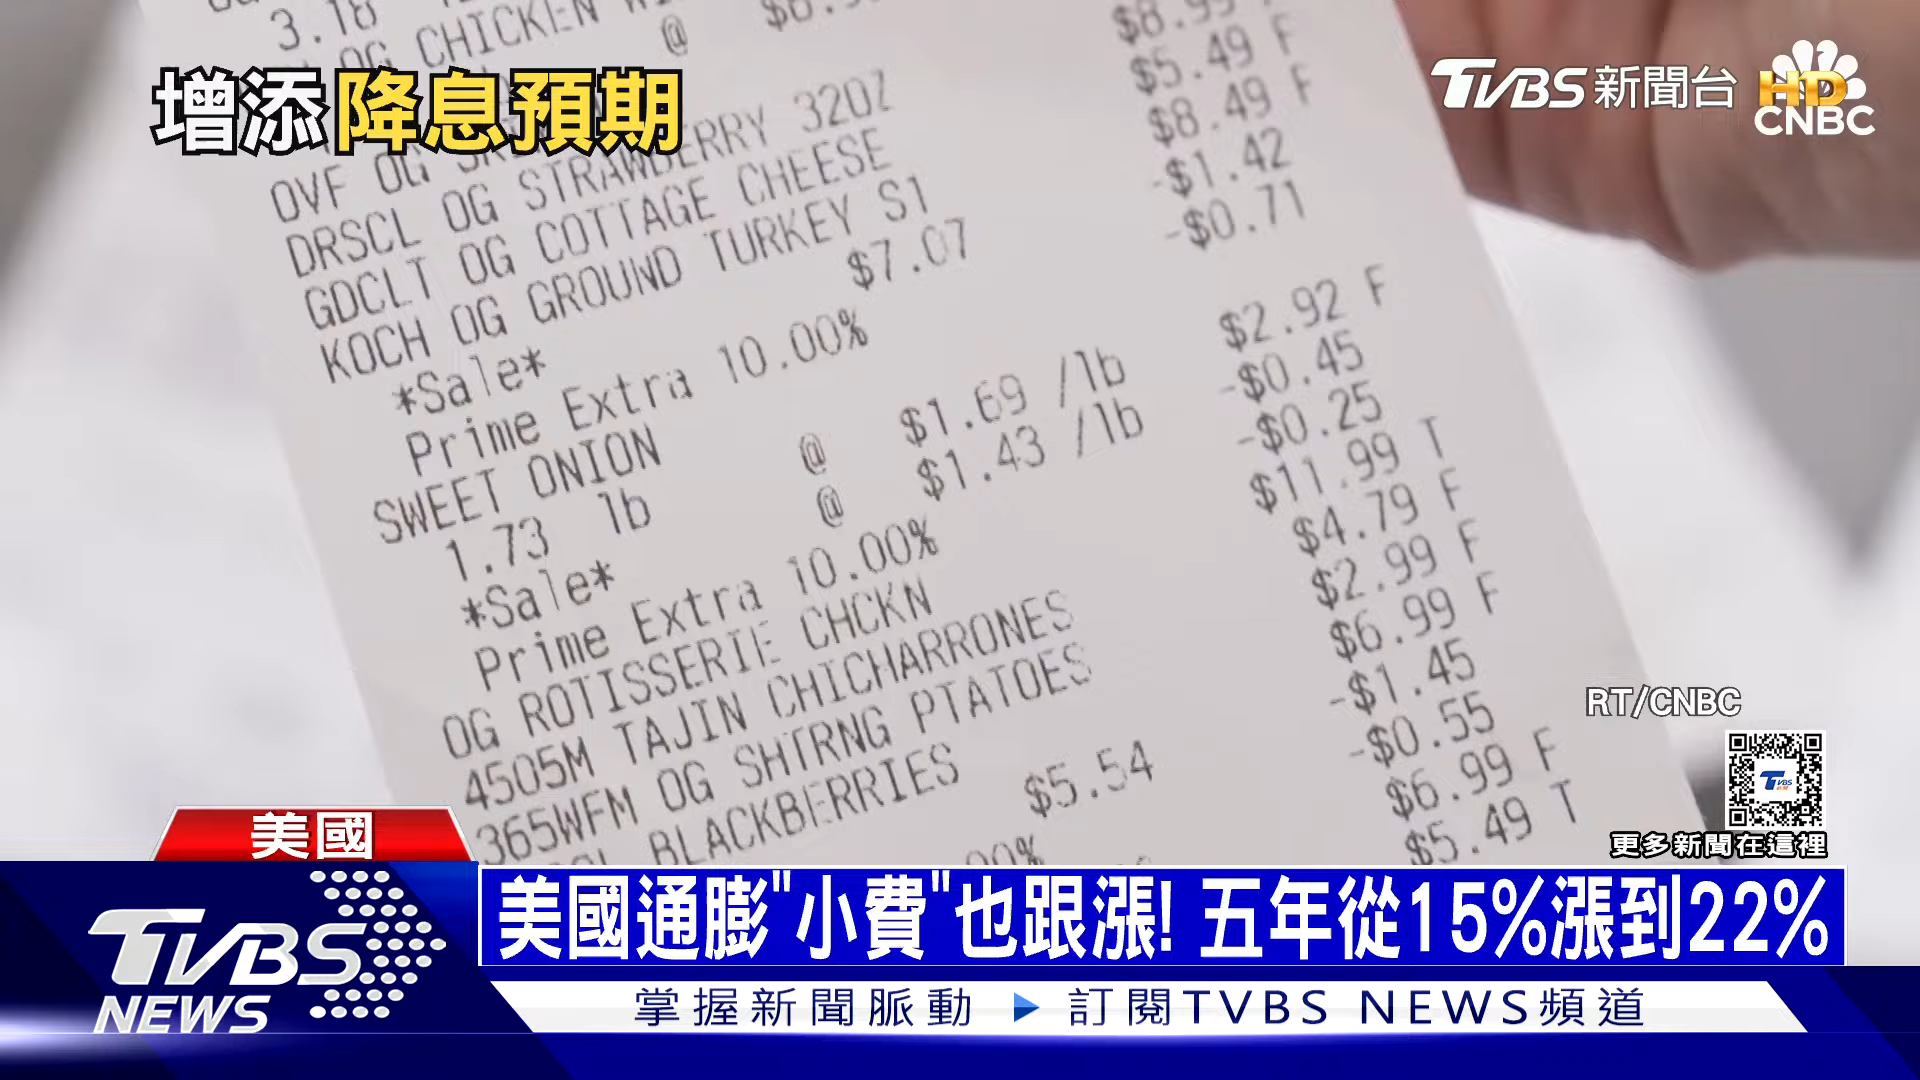 3.18
OG CHICKEN
@
增添降息預期
TVBS新聞台
HD
CNBC
$8.99
$5.49 F
OVF OG
$8.49 F
DRSCL OG STRAWBERRY 32OZ
-$1.42
GDCLT OG COTTAGE CHEESE
-$0.71
KOCH OG GROUND TURKEY S1
*Sale* $7.07
$2.92 F
Prime Extra 10.00%
-$0.45
SWEET ONION
-$0.25
1.73 lb @ $1.69 /lb
$11.99 T
*Sale* @ $1.43 /lb
$4.79 F
Prime Extra 10.00%
$2.99 F
OG ROTISSERIE CHCKN
$6.99 F
4505M TAJIN CHICHARRONES
-$1.45
365WFM OG SHTRNG PTATOES
-$0.55
BLACKBERRIES
$6.99 F
$5.54
$5.49 T
RT/CNBC
TVBS
更多新聞在這裡
美國
美國通膨"小費"也跟漲! 五年從15%漲到22%
TVBS
NEWS
掌握新聞脈動 ▶ 訂閱TVBS NEWS頻道